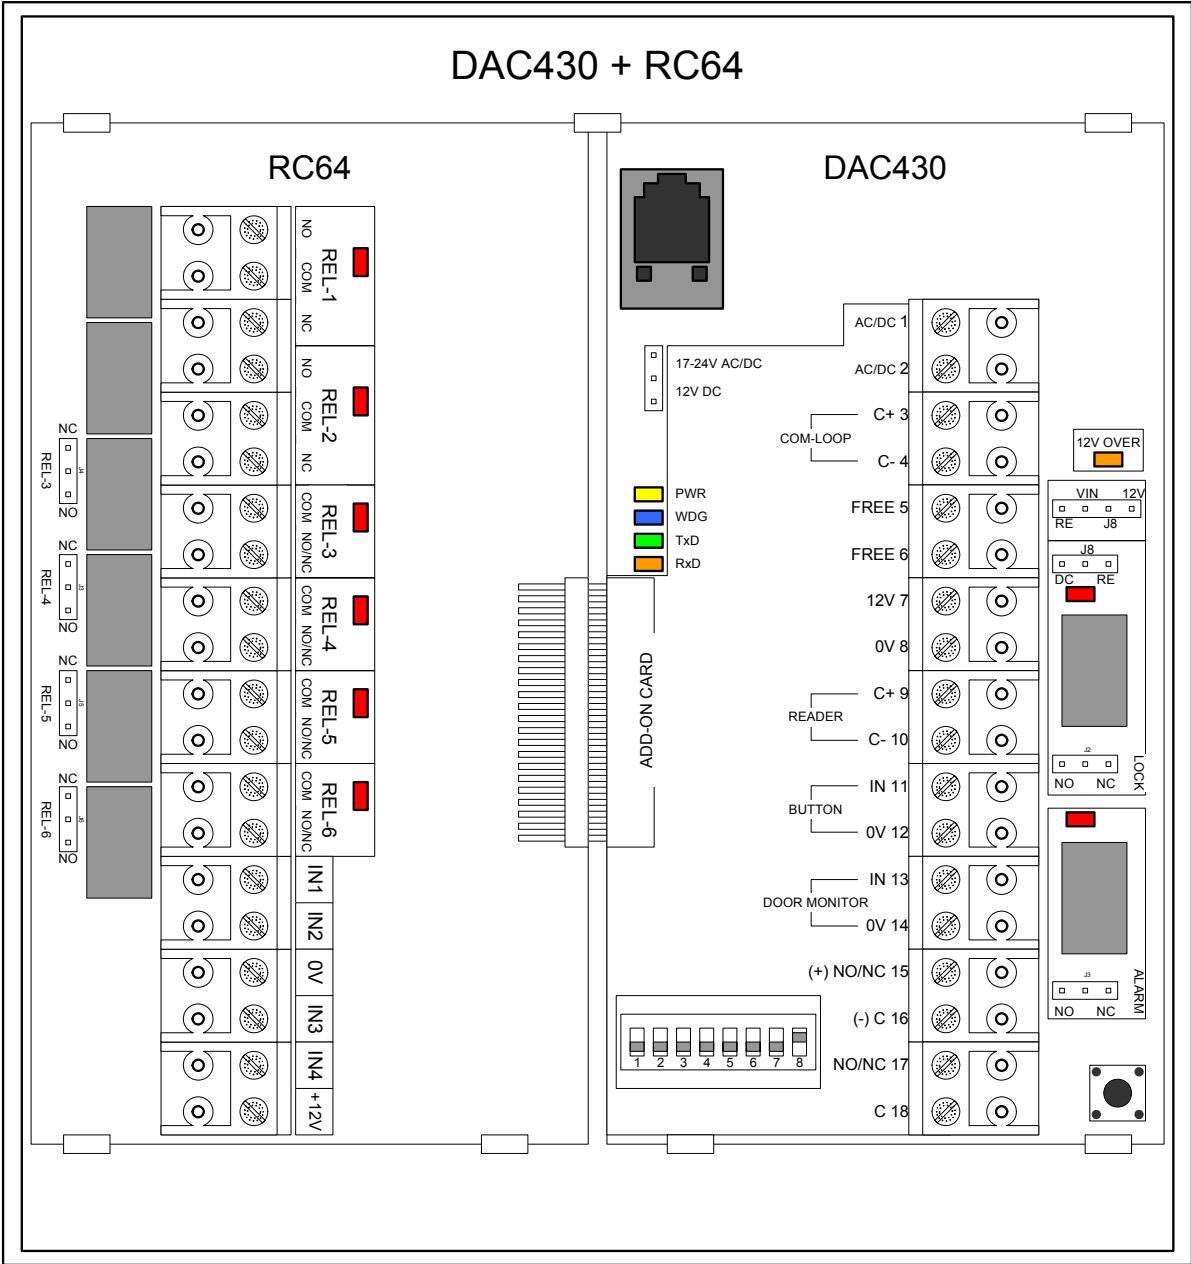 DAC430 + RC64
RC64
NO
COM
NC
REL-1
NO
COM
NC
REL-2
COM NO/NC
REL-3
COM NO/NC
REL-4
COM NO/NC
REL-5
COM NO/NC
REL-6
IN1
IN2
0V
IN3
IN4
+12V
NC
REL-3
J4
NO
NC
REL-4
J3
NO
NC
REL-5
J5
NO
NC
REL-6
J6
NO
DAC430
17-24V AC/DC
12V DC
PWR
WDG
TxD
RxD
ADD-ON CARD
AC/DC 1
AC/DC 2
C+ 3
COM-LOOP
C- 4
FREE 5
FREE 6
12V 7
0V 8
C+ 9
READER
C- 10
IN 11
BUTTON
0V 12
IN 13
DOOR MONITOR
0V 14
(+) NO/NC 15
(-) C 16
NO/NC 17
C 18
1 2 3 4 5 6 7 8
12V OVER
VIN 12V
RE J8
J8
DC RE
J2
NO NC
LOCK
J3
NO NC
ALARM